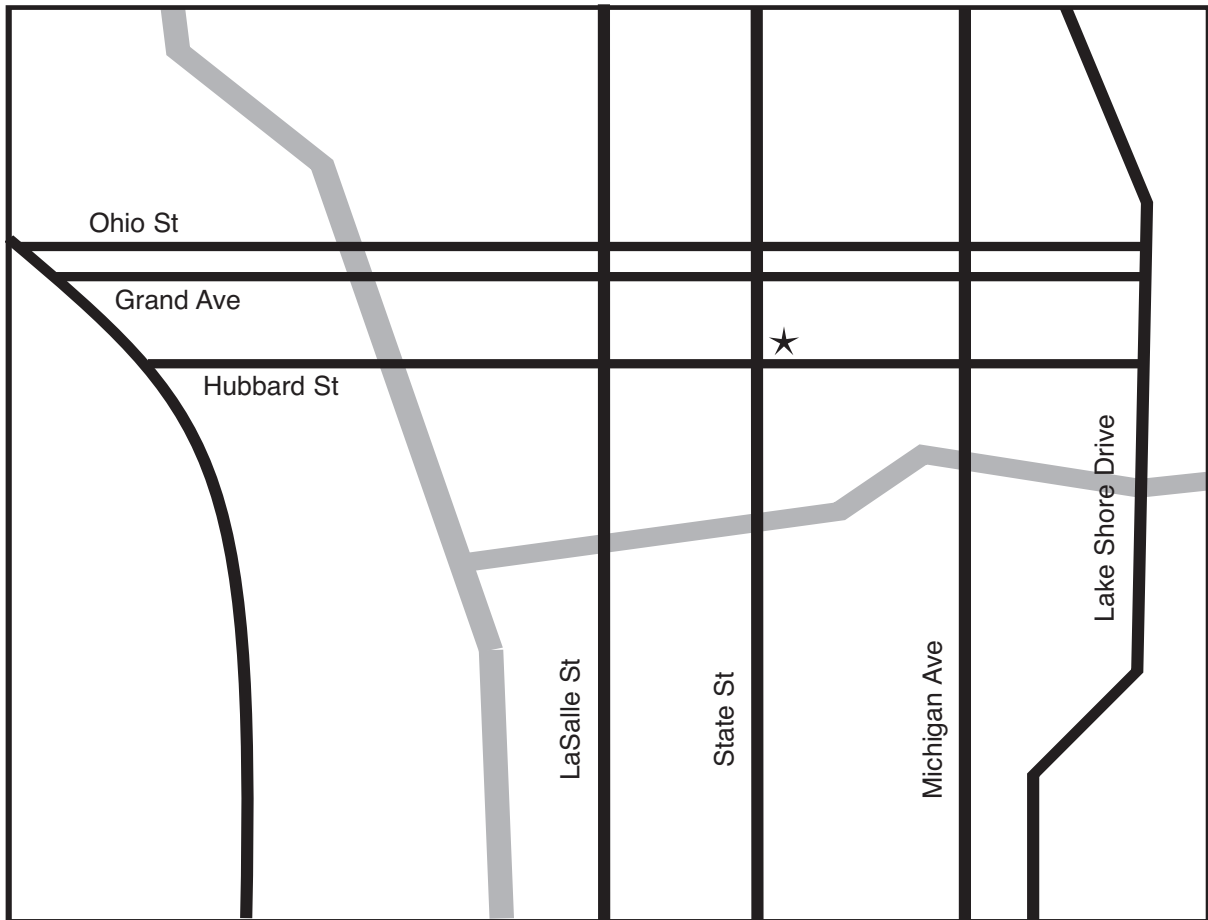 Ohio St
Grand Ave
Hubbard St
Lake Shore Drive
LaSalle St
State St
Michigan Ave